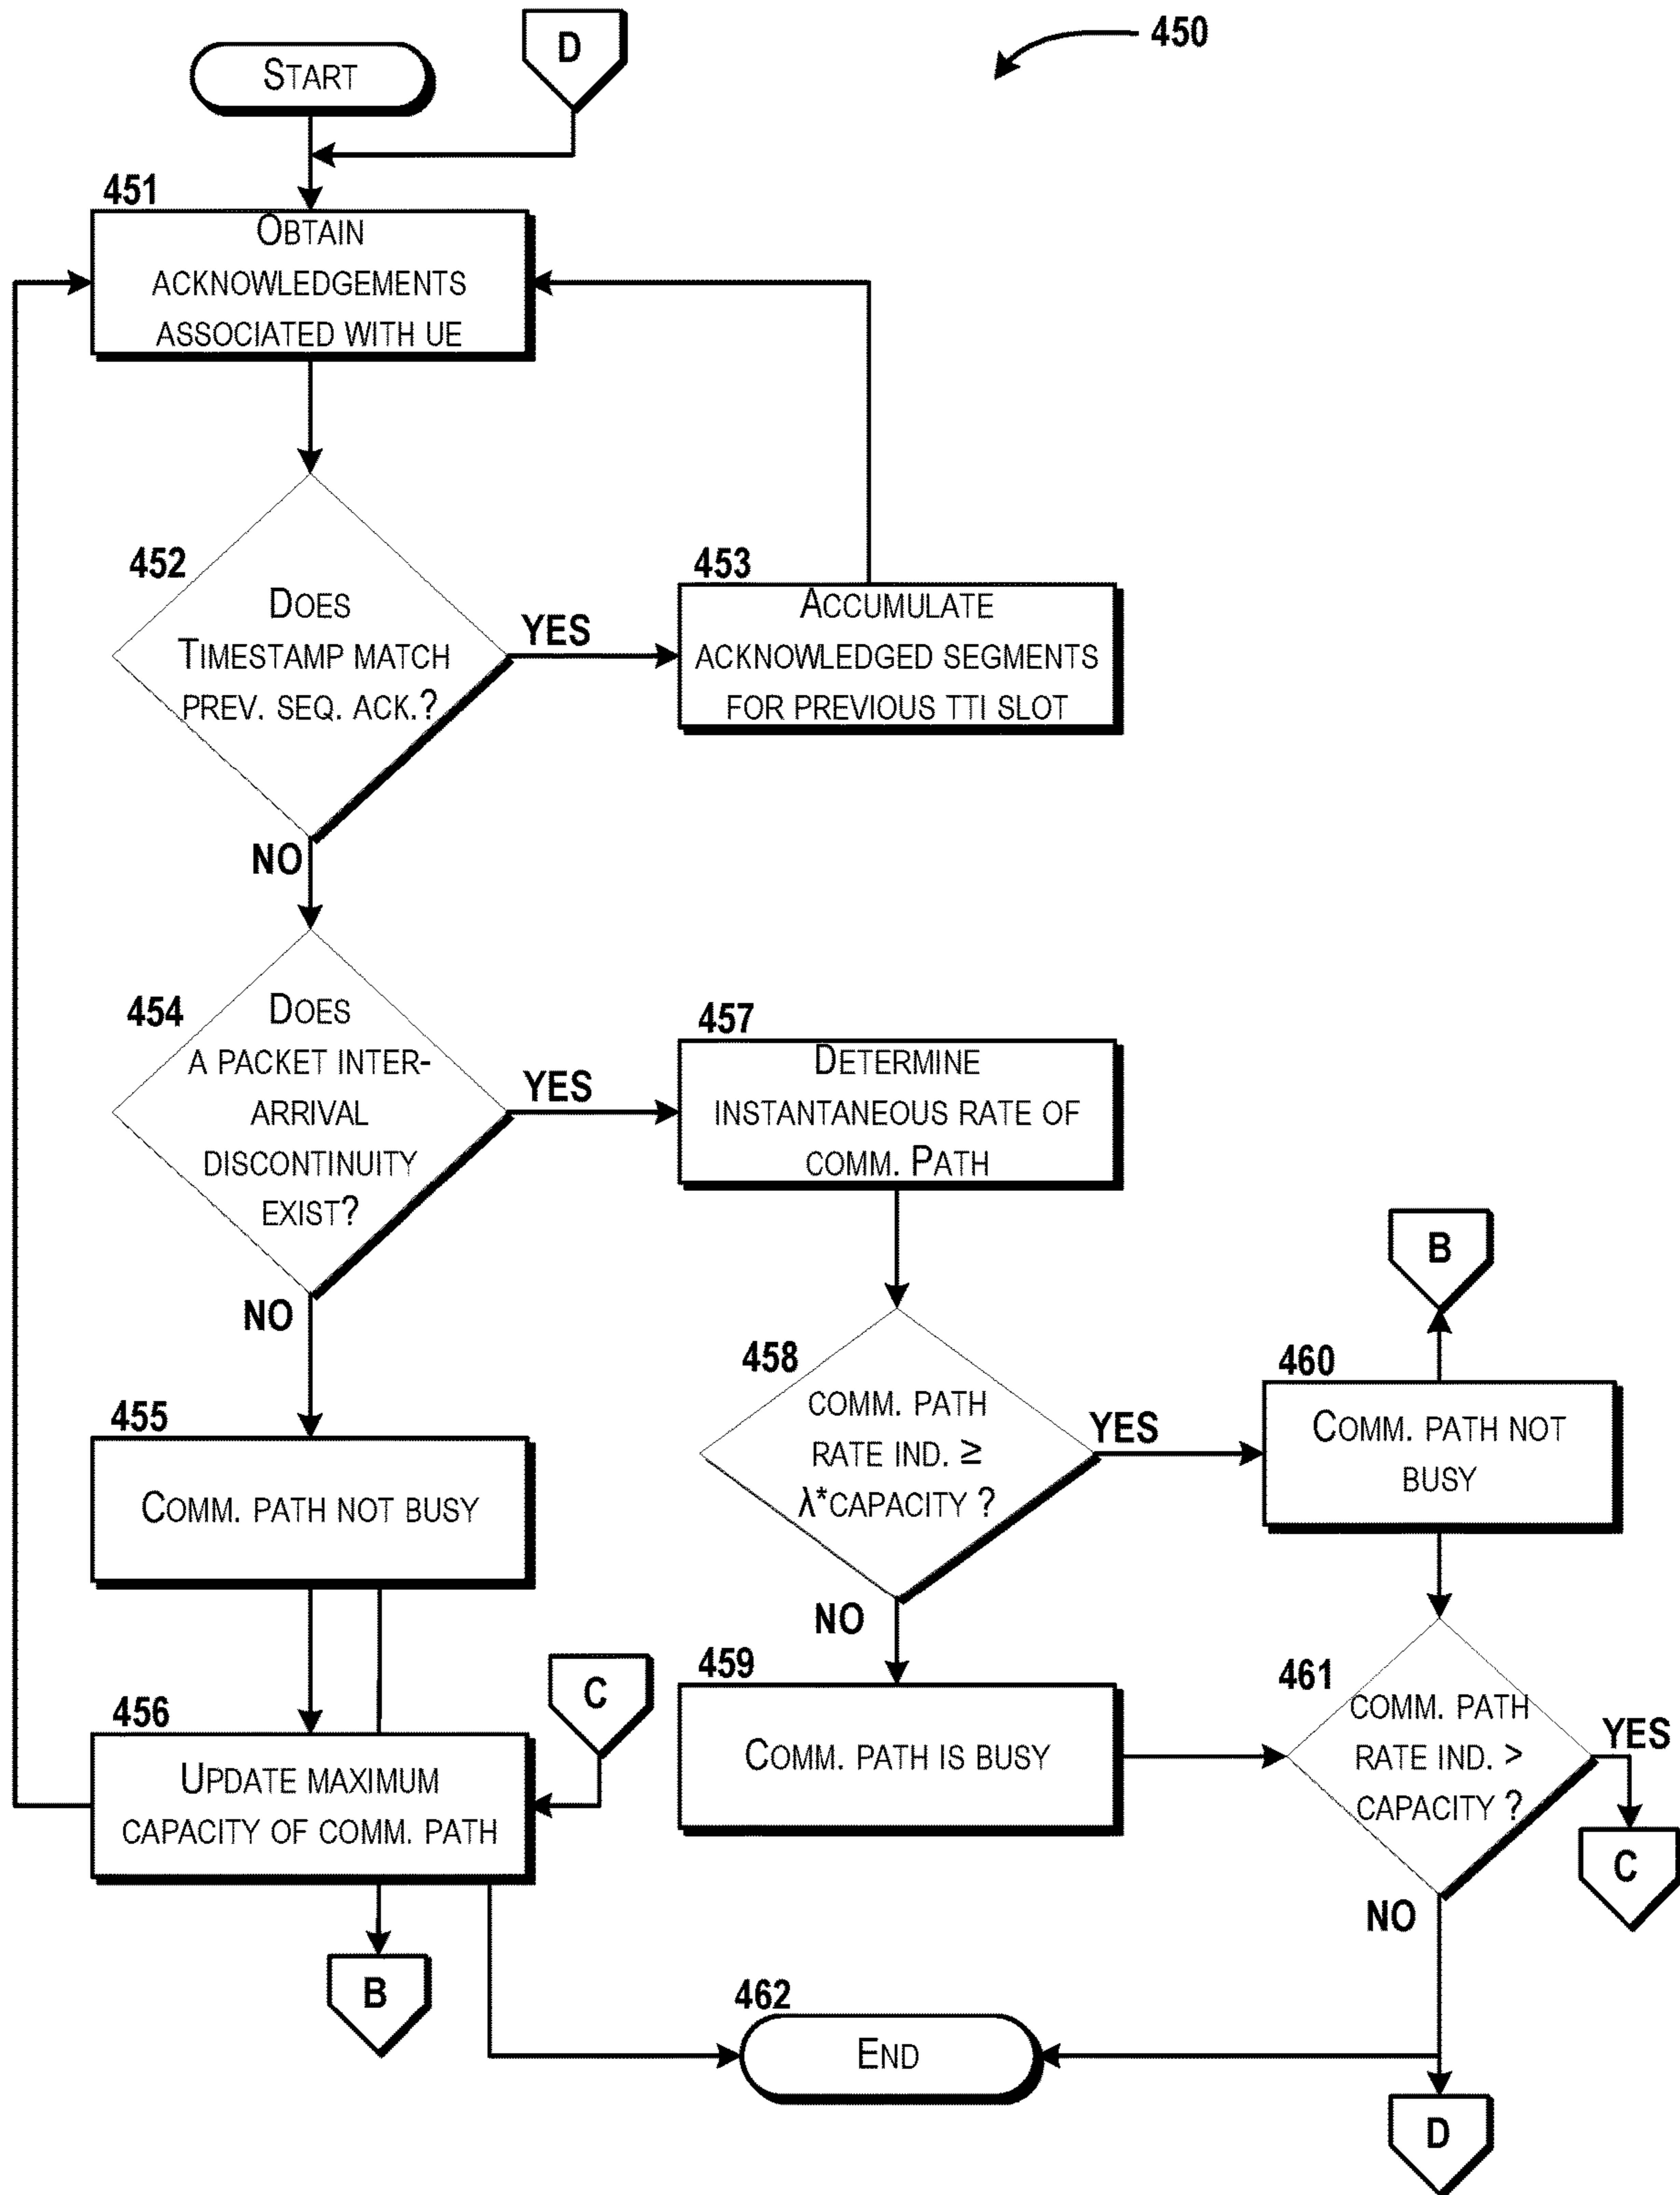 450
START
D
451
OBTAIN
ACKNOWLEDGEMENTS
ASSOCIATED WITH UE
452
DOES
TIMESTAMP MATCH
PREV. SEQ. ACK.?
YES
NO
453
ACCUMULATE
ACKNOWLEDGED SEGMENTS
FOR PREVIOUS TTI SLOT
454
DOES
A PACKET INTER-
ARRIVAL
DISCONTINUITY
EXIST?
YES
NO
457
DETERMINE
INSTANTANEOUS RATE OF
COMM. PATH
458
COMM. PATH
RATE IND. ≥
λ*CAPACITY ?
YES
NO
B
460
COMM. PATH NOT
BUSY
455
COMM. PATH NOT BUSY
456
UPDATE MAXIMUM
CAPACITY OF COMM. PATH
C
B
459
COMM. PATH IS BUSY
461
COMM. PATH
RATE IND. >
CAPACITY ?
YES
C
NO
462
END
D